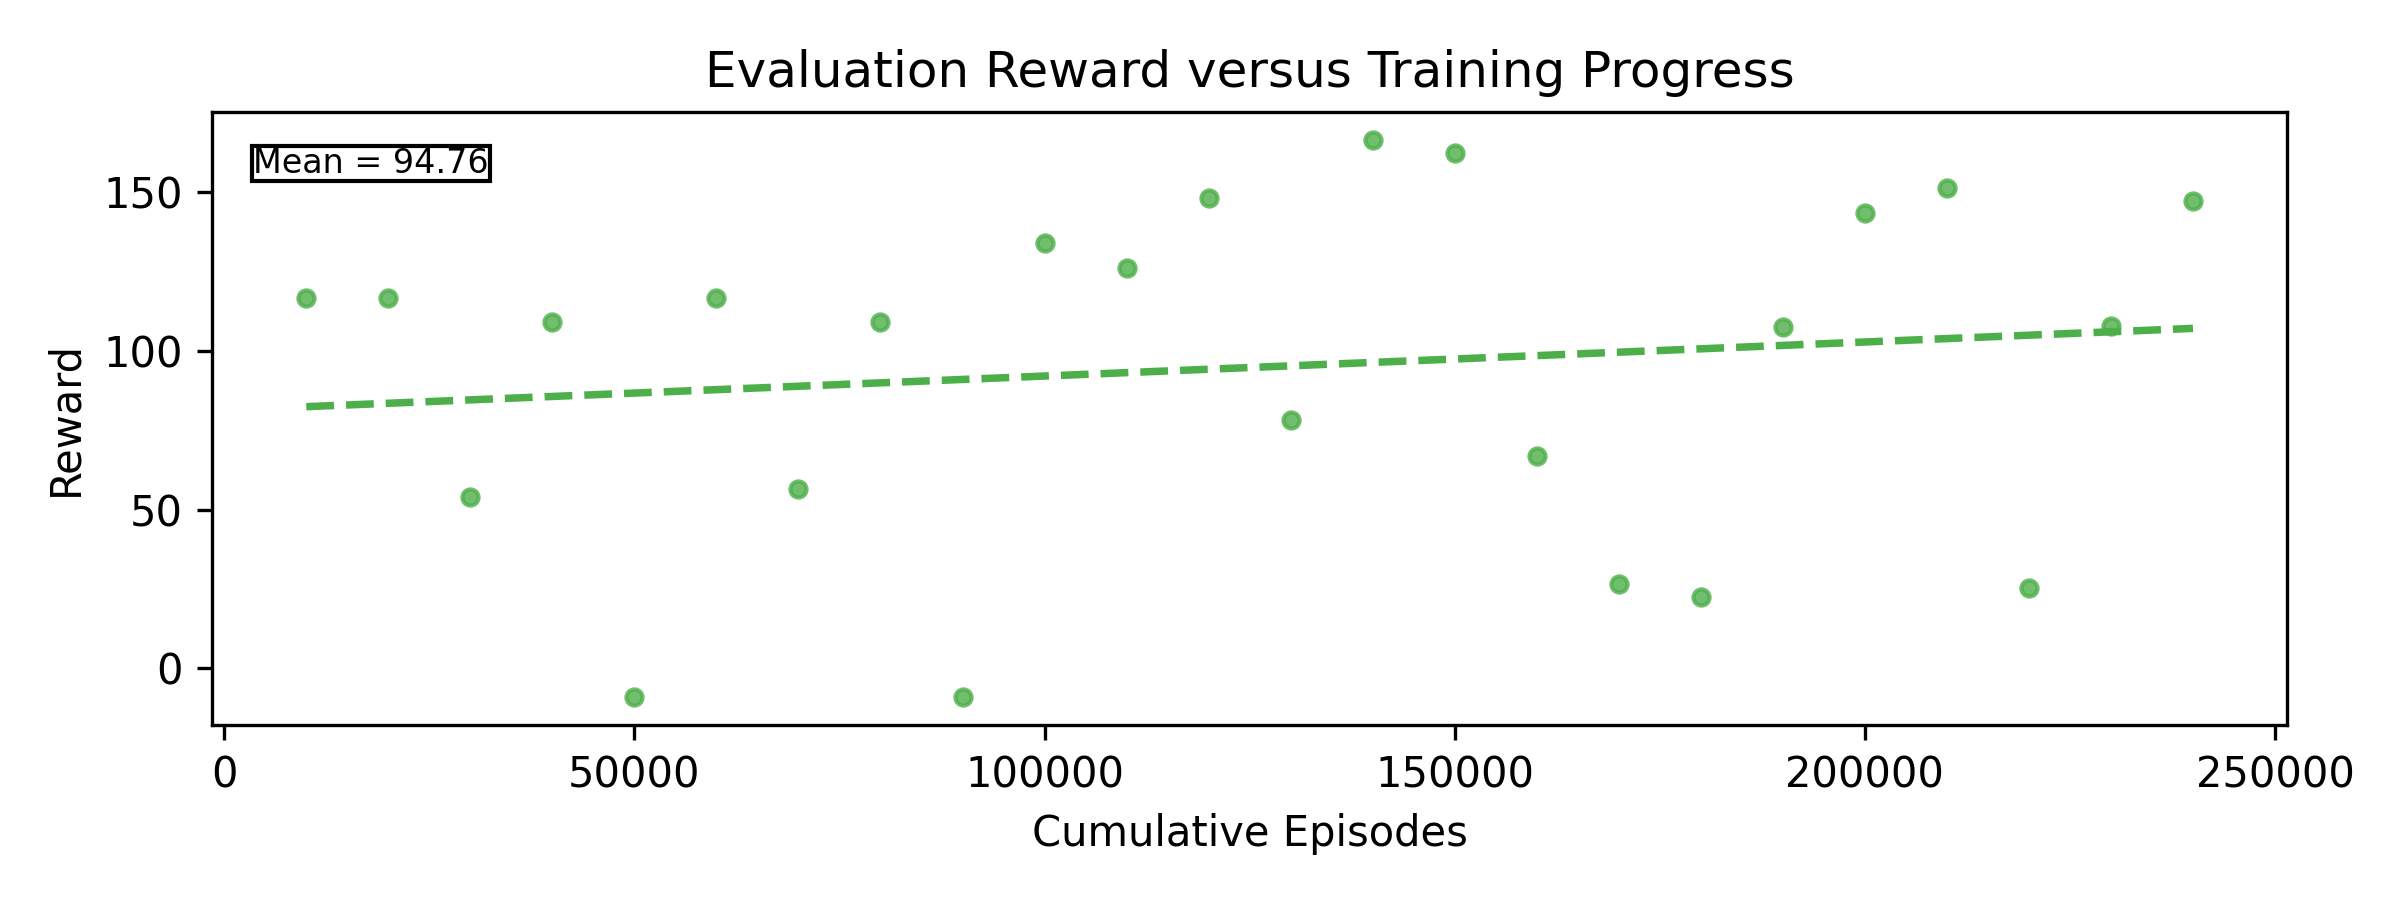 Evaluation Reward versus Training Progress
Mean = 94.76
150
100
50
0
Reward
0 50000 100000 150000 200000 250000
Cumulative Episodes